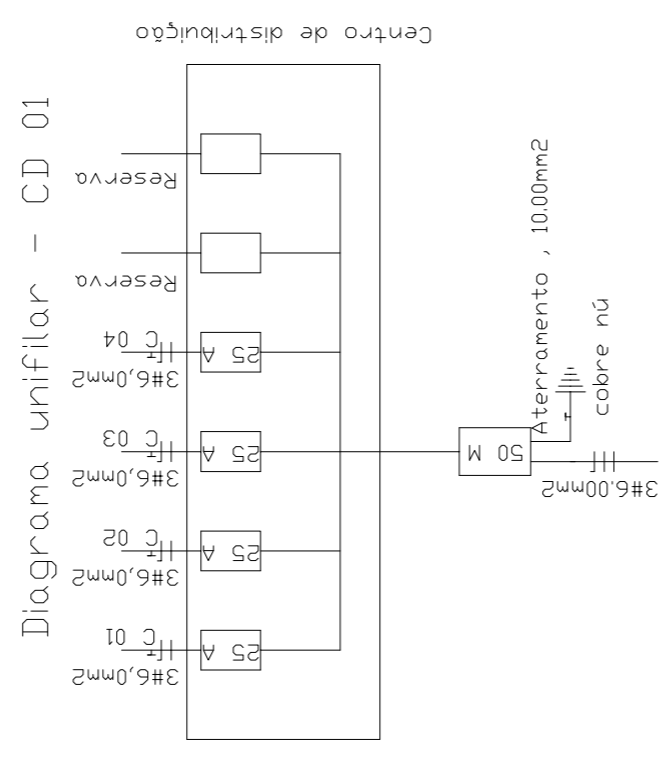 Diagrama unifilar - CD 01
Centro de distribuição
Reserva
Reserva
C 04
3#6,0mm2
25 A
C 03
3#6,0mm2
25 A
C 02
3#6,0mm2
25 A
C 01
3#6,0mm2
25 A
50 M
Aterramento , 10.00mm2
cobre nú
3#6.00mm2